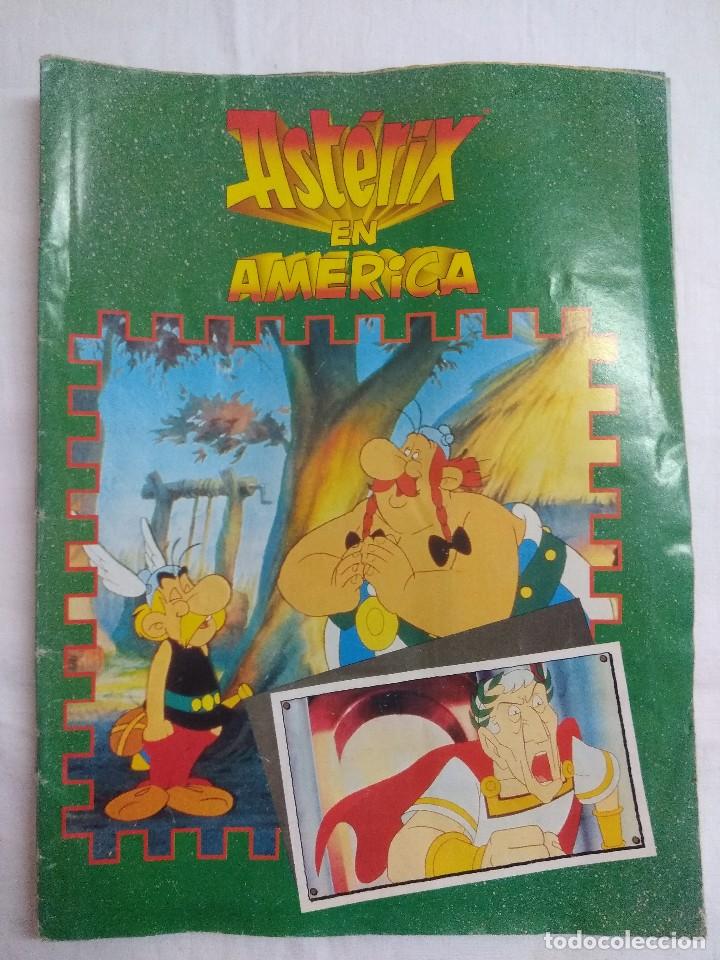 Astérix
EN
AMERiCA
todocoleccion